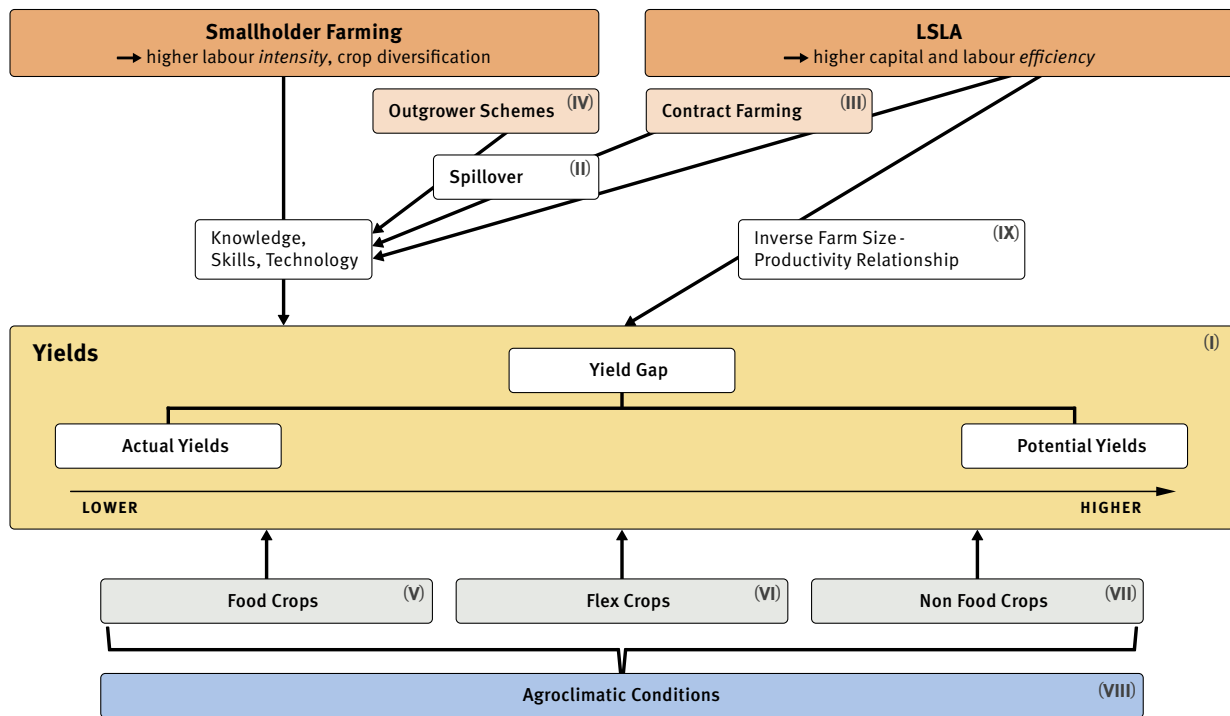 Smallholder Farming
→ higher labour intensity, crop diversification
LSLA
→ higher capital and labour efficiency
Outgrower Schemes (IV)
Contract Farming (III)
Spillover (II)
Knowledge,
Skills, Technology
Inverse Farm Size - (IX)
Productivity Relationship
Yields (I)
Yield Gap
Actual Yields
Potential Yields
LOWER
HIGHER
Food Crops (V)
Flex Crops (VI)
Non Food Crops (VII)
Agroclimatic Conditions (VIII)